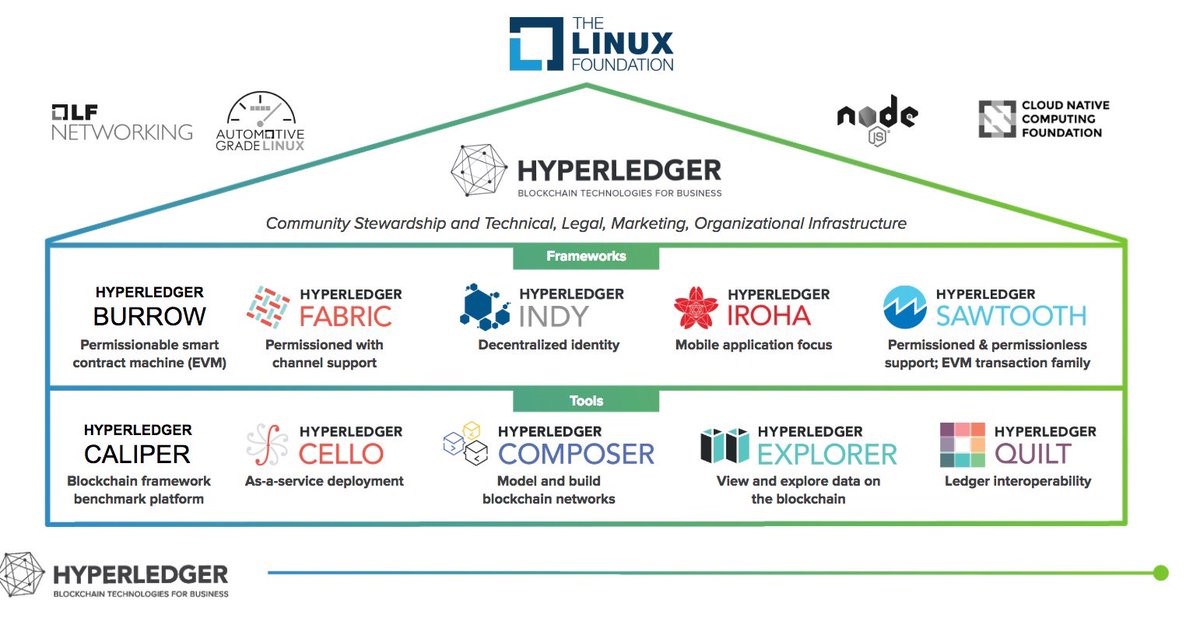 THE
LINUX
FOUNDATION
LF
NETWORKING
AUTOMOTIVE
GRADE LINUX
node
JS
CLOUD NATIVE
COMPUTING
FOUNDATION
HYPERLEDGER
BLOCKCHAIN TECHNOLOGIES FOR BUSINESS
Community Stewardship and Technical, Legal, Marketing, Organizational Infrastructure
Frameworks
HYPERLEDGER
BURROW
Permissionable smart
contract machine (EVM)
HYPERLEDGER
FABRIC
Permissioned with
channel support
HYPERLEDGER
INDY
Decentralized identity
HYPERLEDGER
IROHA
Mobile application focus
HYPERLEDGER
SAWTOOTH
Permissioned & permissionless
support; EVM transaction family
Tools
HYPERLEDGER
CALIPER
Blockchain framework
benchmark platform
HYPERLEDGER
CELLO
As-a-service deployment
HYPERLEDGER
COMPOSER
Model and build
blockchain networks
HYPERLEDGER
EXPLORER
View and explore data on
the blockchain
HYPERLEDGER
QUILT
Ledger interoperability
HYPERLEDGER
BLOCKCHAIN TECHNOLOGIES FOR BUSINESS